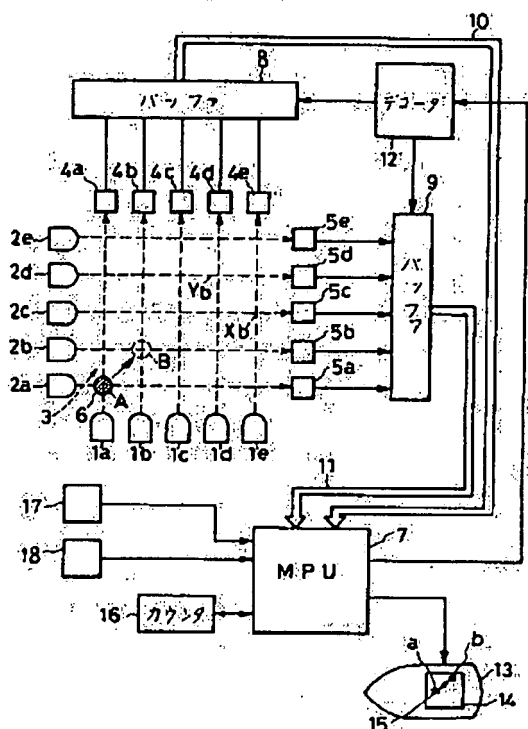 10
8
バッファ
デコーダ
12
4a 4b 4c 4d 4e
9
バッファ
2e 5e
2d 5d
Yb
2c 5c
Xb
2b B 5b
2a 5a
3 6 A
1a 1b 1c 1d 1e
11
17
7
18
MPU
16 カウンタ
a b
13
14
15